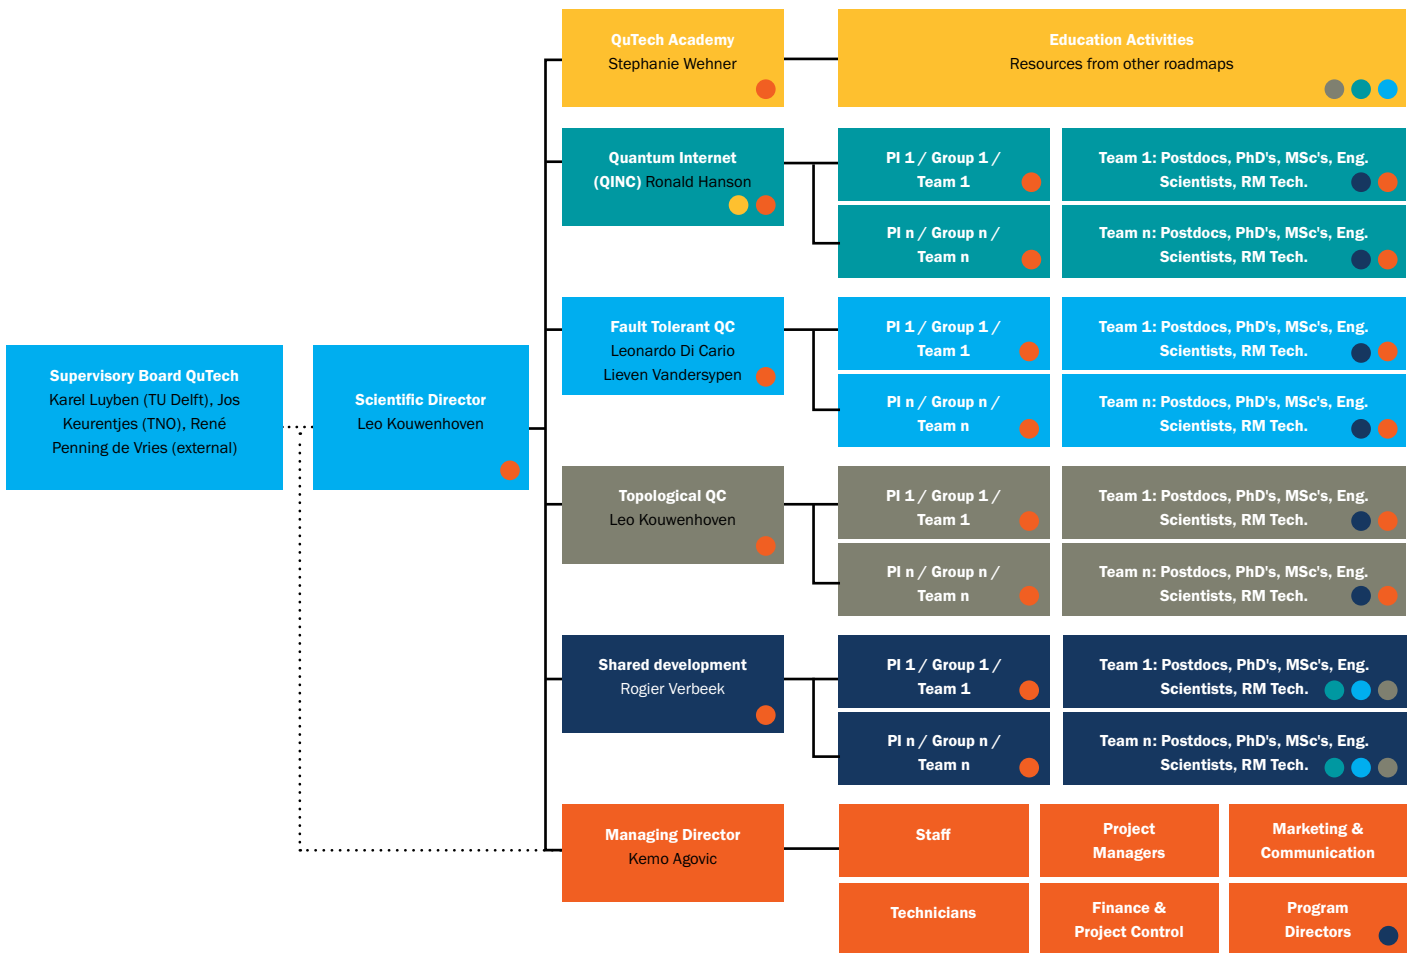 QuTech Academy
Stephanie Wehner
Education Activities
Resources from other roadmaps
Quantum Internet
(QINC) Ronald Hanson
PI 1 / Group 1 /
Team 1
Team 1: Postdocs, PhD's, MSc's, Eng.
Scientists, RM Tech.
PI n / Group n /
Team n
Team n: Postdocs, PhD's, MSc's, Eng.
Scientists, RM Tech.
Supervisory Board QuTech
Karel Luyben (TU Delft), Jos
Keurentjes (TNO), René
Penning de Vries (external)
Scientific Director
Leo Kouwenhoven
Fault Tolerant QC
Leonardo Di Cario
Lieven Vandersypen
PI 1 / Group 1 /
Team 1
Team 1: Postdocs, PhD's, MSc's, Eng.
Scientists, RM Tech.
PI n / Group n /
Team n
Team n: Postdocs, PhD's, MSc's, Eng.
Scientists, RM Tech.
Topological QC
Leo Kouwenhoven
PI 1 / Group 1 /
Team 1
Team 1: Postdocs, PhD's, MSc's, Eng.
Scientists, RM Tech.
PI n / Group n /
Team n
Team n: Postdocs, PhD's, MSc's, Eng.
Scientists, RM Tech.
Shared development
Rogier Verbeek
PI 1 / Group 1 /
Team 1
Team 1: Postdocs, PhD's, MSc's, Eng.
Scientists, RM Tech.
PI n / Group n /
Team n
Team n: Postdocs, PhD's, MSc's, Eng.
Scientists, RM Tech.
Managing Director
Kemo Agovic
Staff
Project
Managers
Marketing &
Communication
Technicians
Finance &
Project Control
Program
Directors